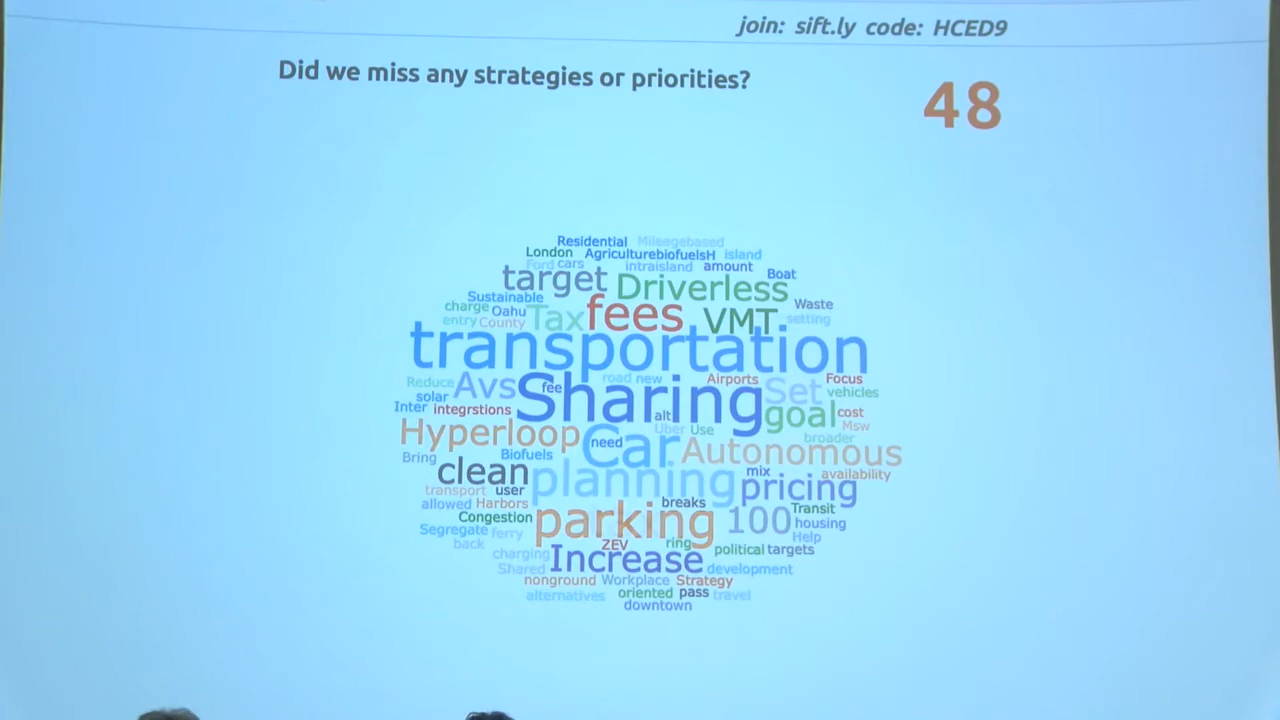 join: sift.ly code: HCED9
Did we miss any strategies or priorities?
48
Residential Mileagebased
London AgriculturebiofuelsH island
Ford cars intraisland amount Boat
target Driverless
Sustainable Waste
charge Oahu Tax fees VMT setting
entry County
transportation
Reduce Avs fee road new Airports Set Focus
solar Sharing vehicles
Inter integrstions alt goal cost
Uber Use Msw
Hyperloop need Car broader
Bring Biofuels Autonomous
clean planning mix availability
transport user pricing
allowed Harbors breaks
Congestion parking 100 Transit
Segregate ferry housing
back ZEV ring Help
charging Increase political targets
Shared development
nonground Workplace Strategy
alternatives oriented pass travel
downtown